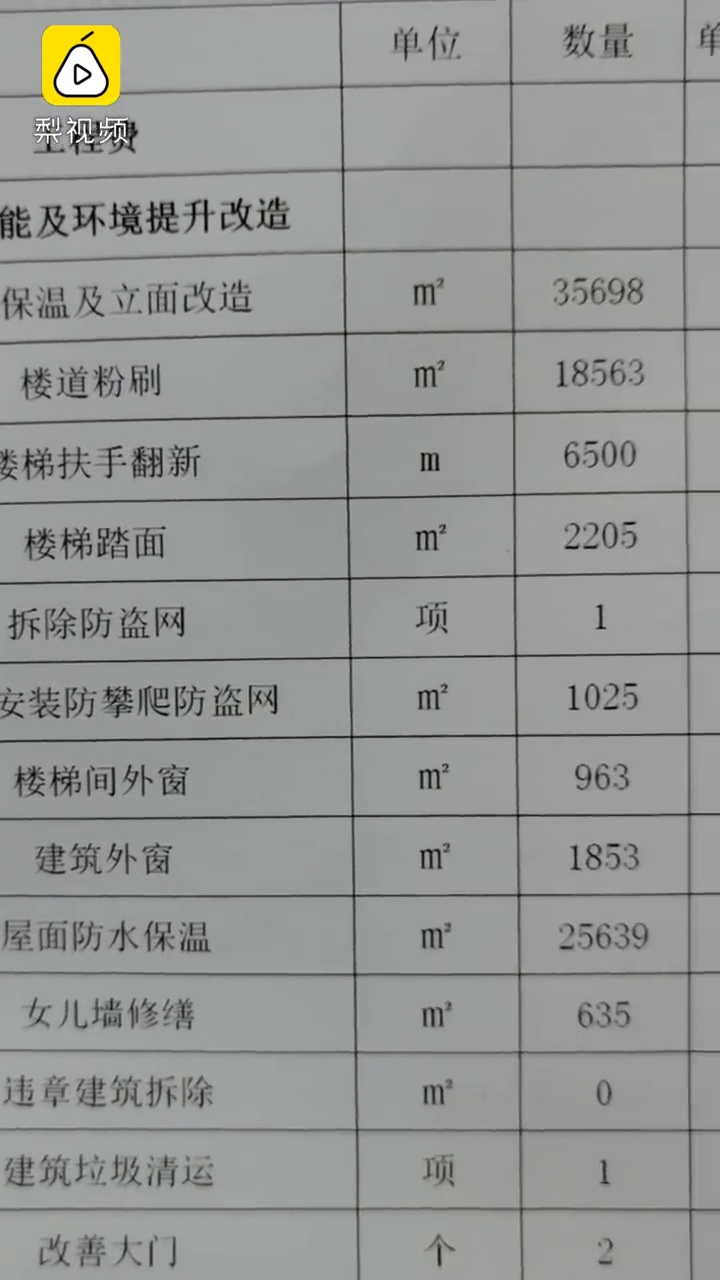 单位 数量 单
梨视频
工程费
能及环境提升改造
保温及立面改造 m² 35698
楼道粉刷 m² 18563
楼梯扶手翻新 m 6500
楼梯踏面 m² 2205
拆除防盗网 项 1
安装防攀爬防盗网 m² 1025
楼梯间外窗 m² 963
建筑外窗 m² 1853
屋面防水保温 m² 25639
女儿墙修缮 m² 635
违章建筑拆除 m² 0
建筑垃圾清运 项 1
改善大门 个 2